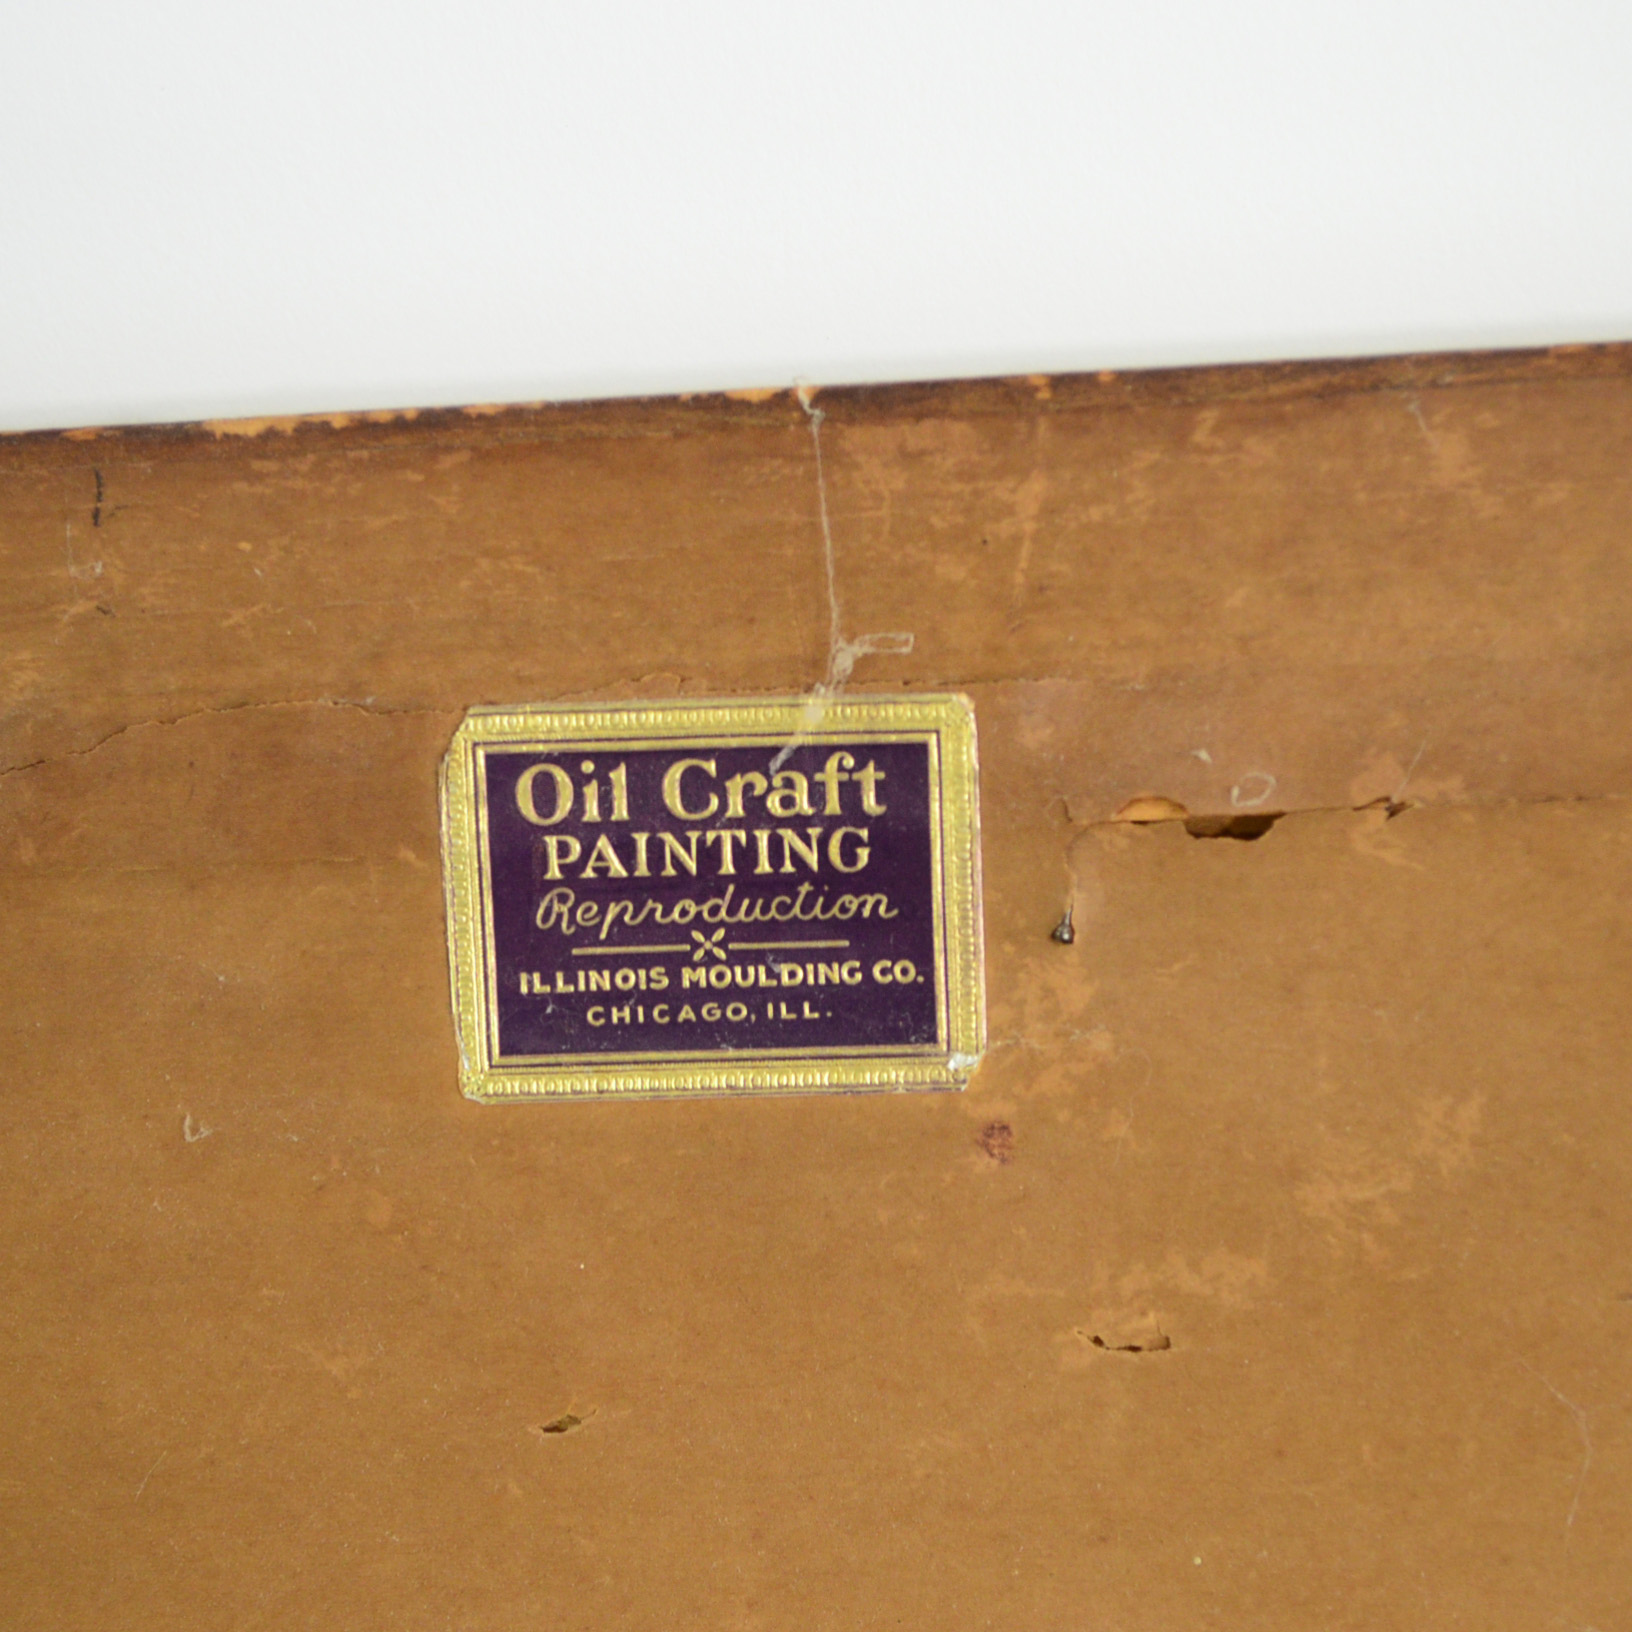 Oil Craft
PAINTING
Reproduction
ILLINOIS MOULDING CO.
CHICAGO, ILL.